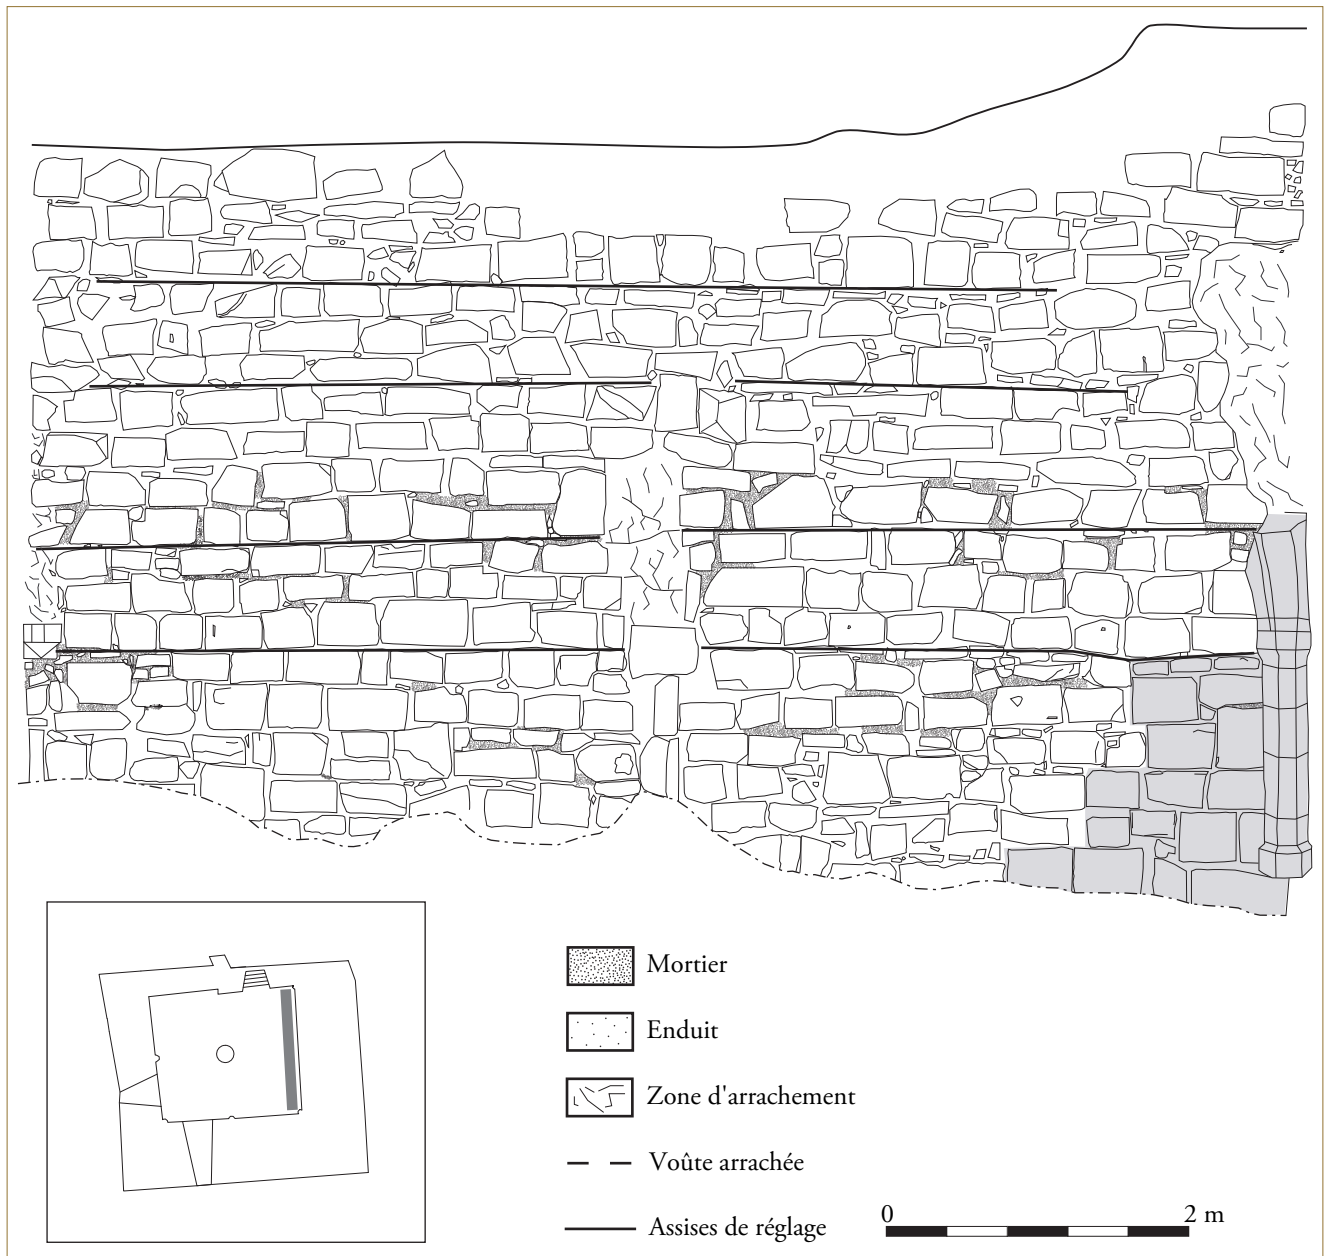 Mortier
Enduit
Zone d'arrachement
Voûte arrachée
Assises de réglage
0 2 m